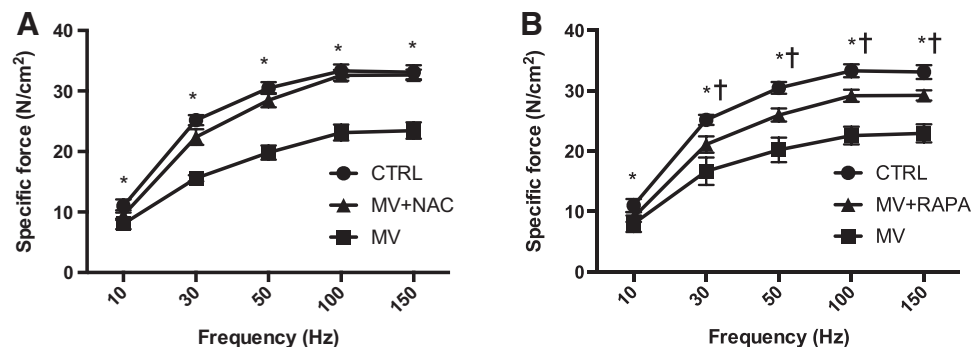 A
Specific force (N/cm²)
40
30
20
10
0
* * * * *
CTRL
MV+NAC
MV
10 30 50 100 150
Frequency (Hz)
B
Specific force (N/cm²)
40
30
20
10
0
* *† *† *† *†
CTRL
MV+RAPA
MV
10 30 50 100 150
Frequency (Hz)